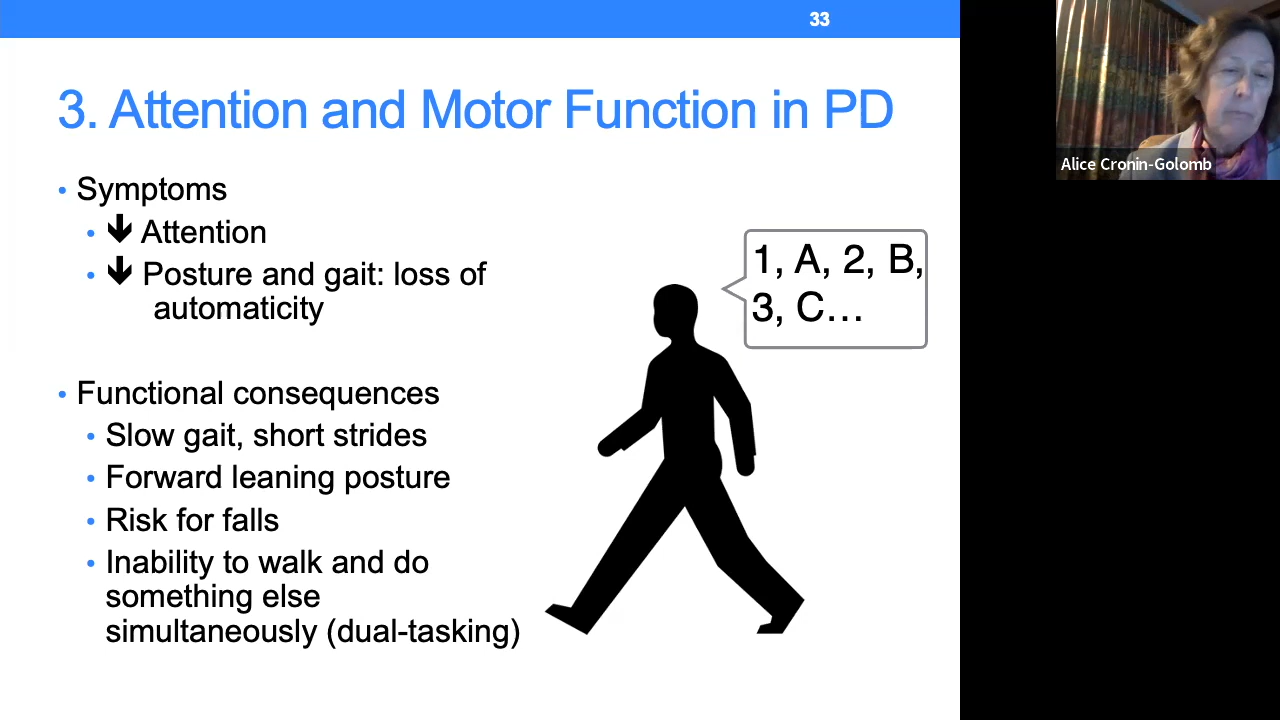 33
3. Attention and Motor Function in PD
• Symptoms
• 🡻 Attention
• 🡻 Posture and gait: loss of
automaticity
• Functional consequences
• Slow gait, short strides
• Forward leaning posture
• Risk for falls
• Inability to walk and do
something else
simultaneously (dual-tasking)
1, A, 2, B,
3, C…
Alice Cronin-Golomb